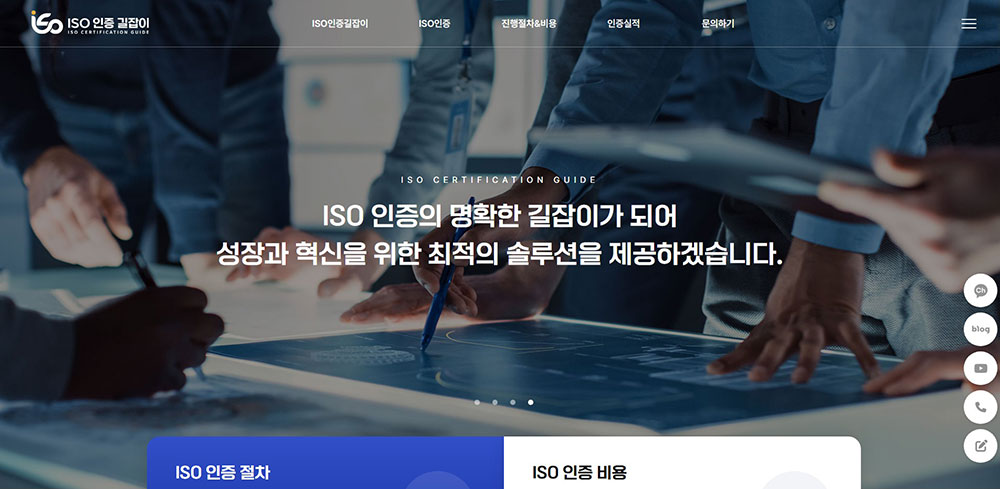 ISO 인증 길잡이
ISO CERTIFICATION GUIDE
ISO인증길잡이
ISO인증
진행절차&비용
인증실적
문의하기
ISO CERTIFICATION GUIDE
ISO 인증의 명확한 길잡이가 되어
성장과 혁신을 위한 최적의 솔루션을 제공하겠습니다.
Ch
blog
ISO 인증 절차
ISO 인증 비용